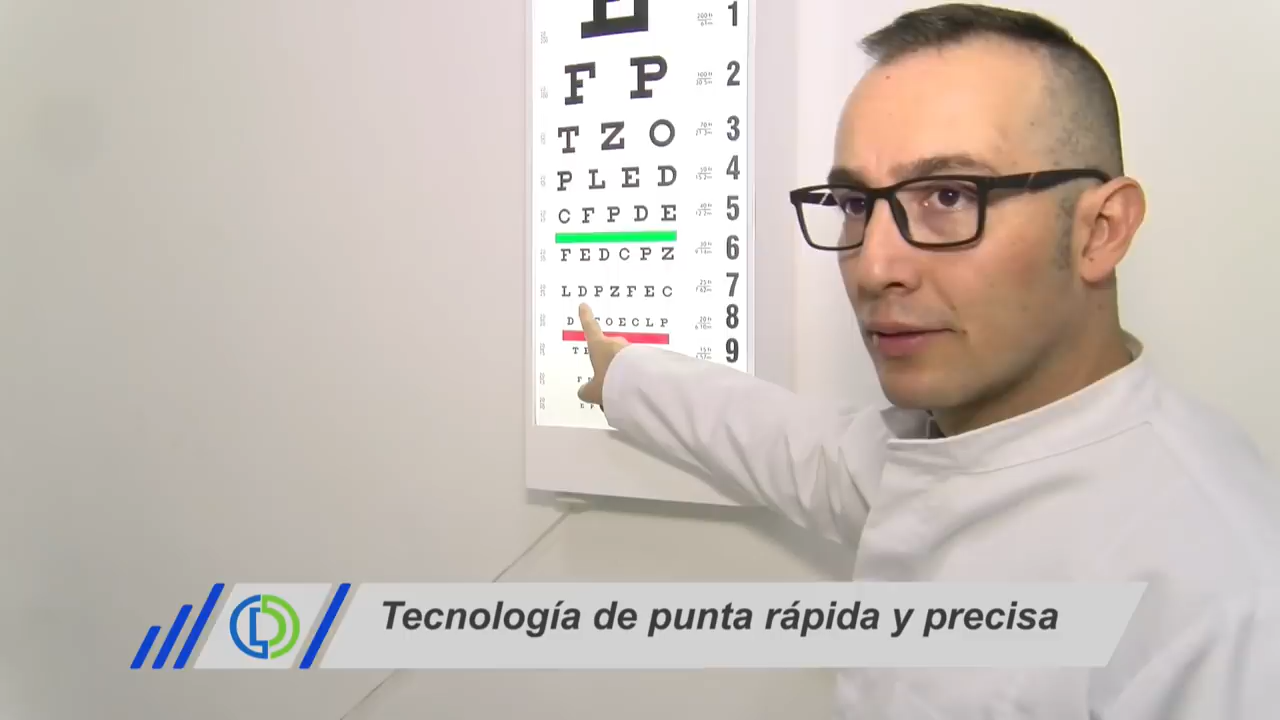 E 1
F P 2
T Z O 3
P L E D 4
C F P D E 5
F E D C P Z 6
L D P Z F E C 7
D O E C L P 8
9
Tecnología de punta rápida y precisa